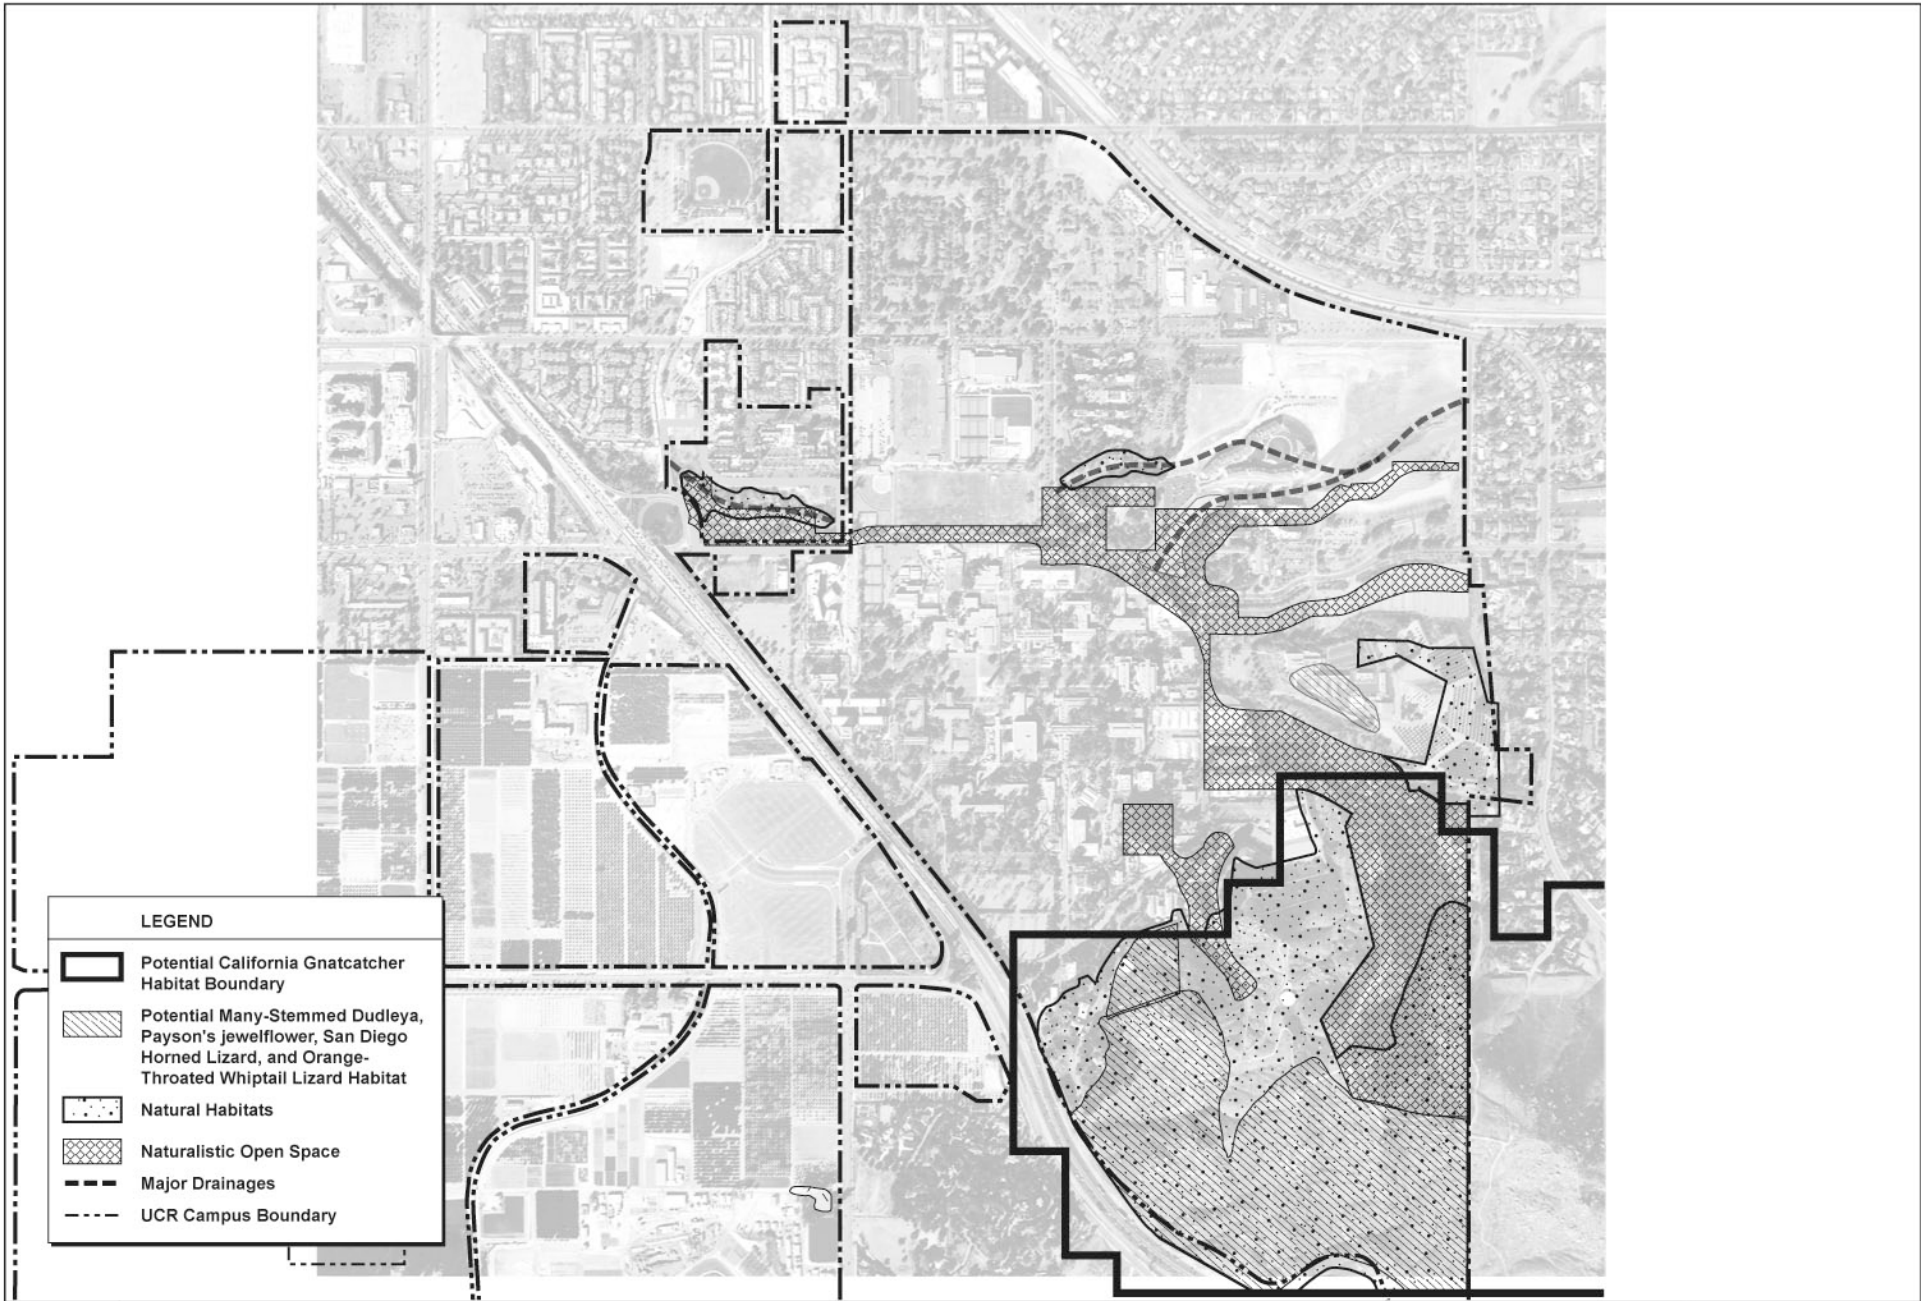 LEGEND
Potential California Gnatcatcher
Habitat Boundary
Potential Many-Stemmed Dudleya,
Payson's jewelflower, San Diego
Horned Lizard, and Orange-
Throated Whiptail Lizard Habitat
Natural Habitats
Naturalistic Open Space
Major Drainages
UCR Campus Boundary